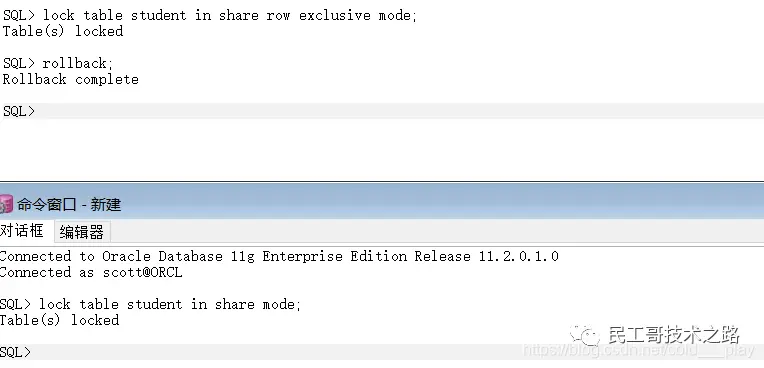 SQL> lock table student in share row exclusive mode;
Table(s) locked
SQL> rollback;
Rollback complete
SQL>
命令窗口 - 新建
对话框 编辑器
Connected to Oracle Database 11g Enterprise Edition Release 11.2.0.1.0
Connected as scott@ORCL
SQL> lock table student in share mode;
Table(s) locked
民工哥技术之路
SQL>
https://blog.csdn.net/cold___play